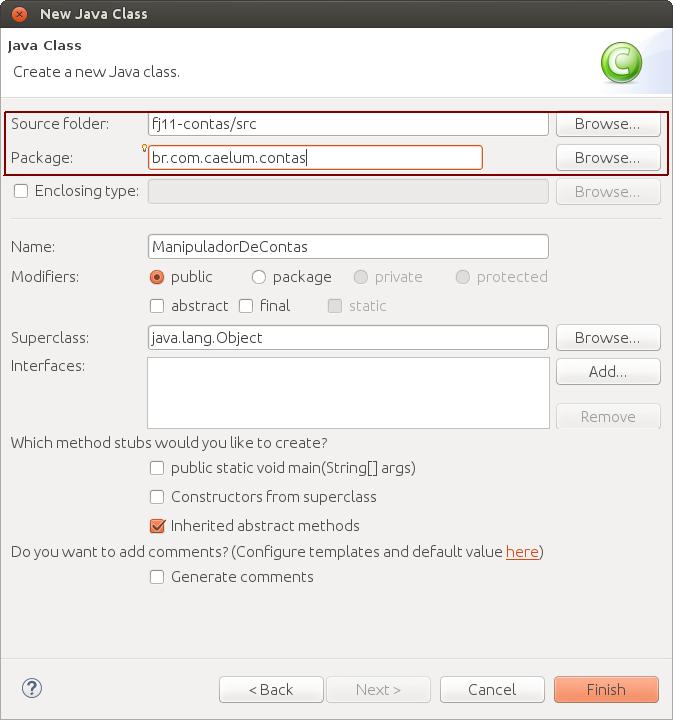 New Java Class
Java Class
Create a new Java class.
Source folder: fj11-contas/src Browse...
Package: br.com.caelum.contas Browse...
Enclosing type: Browse...
Name: ManipuladorDeContas
Modifiers: public package private protected
abstract final static
Superclass: java.lang.Object Browse...
Interfaces: Add...
Remove
Which method stubs would you like to create?
public static void main(String[] args)
Constructors from superclass
Inherited abstract methods
Do you want to add comments? (Configure templates and default value here)
Generate comments
? < Back Next > Cancel Finish